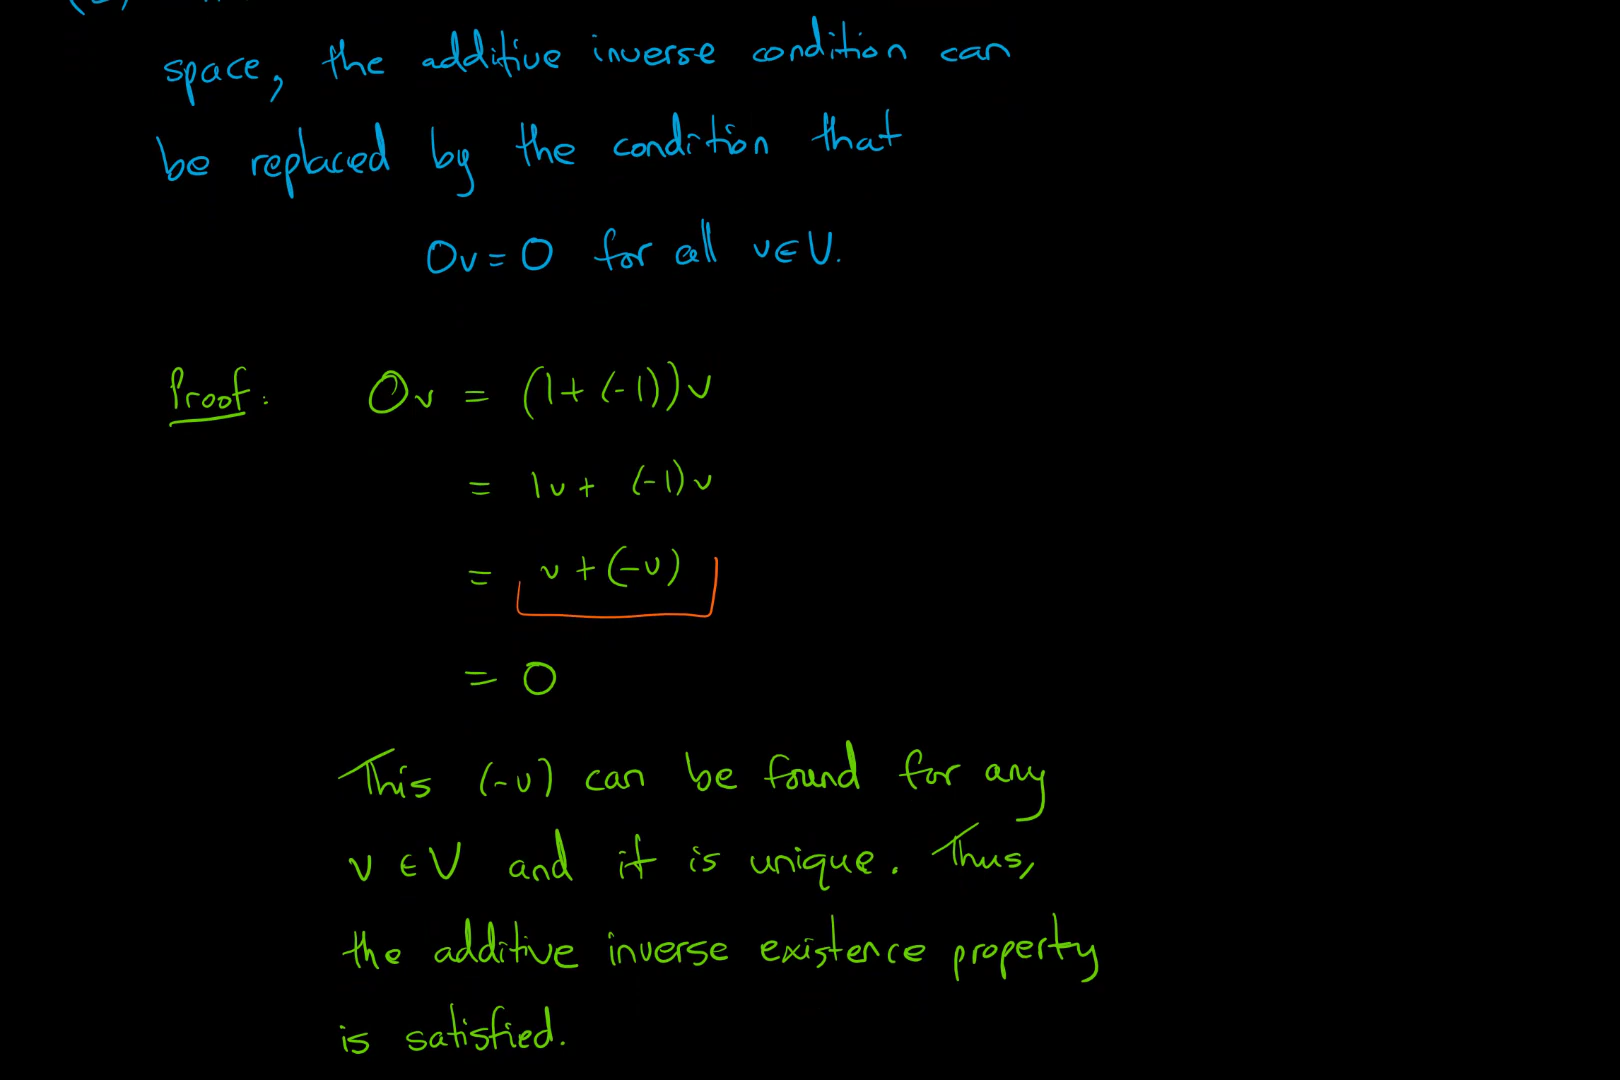 space, the additive inverse condition can
be replaced by the condition that
0v = 0 for all v∈V.
Proof: 0v = (1+(-1))v
= 1v + (-1)v
= v + (-v)
= 0
This (-v) can be found for any
v ∈ V and it is unique. Thus,
the additive inverse existence property
is satisfied.